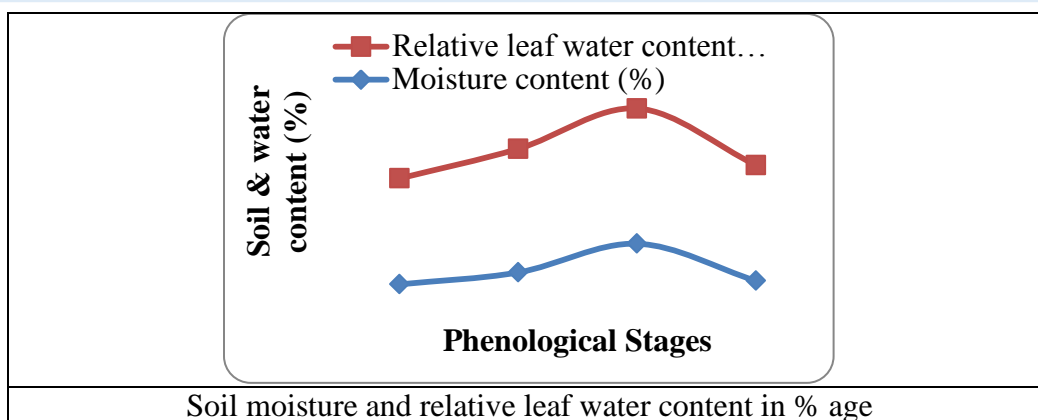 Relative leaf water content…
Moisture content (%)
Soil & water
content (%)
Phenological Stages
Soil moisture and relative leaf water content in % age